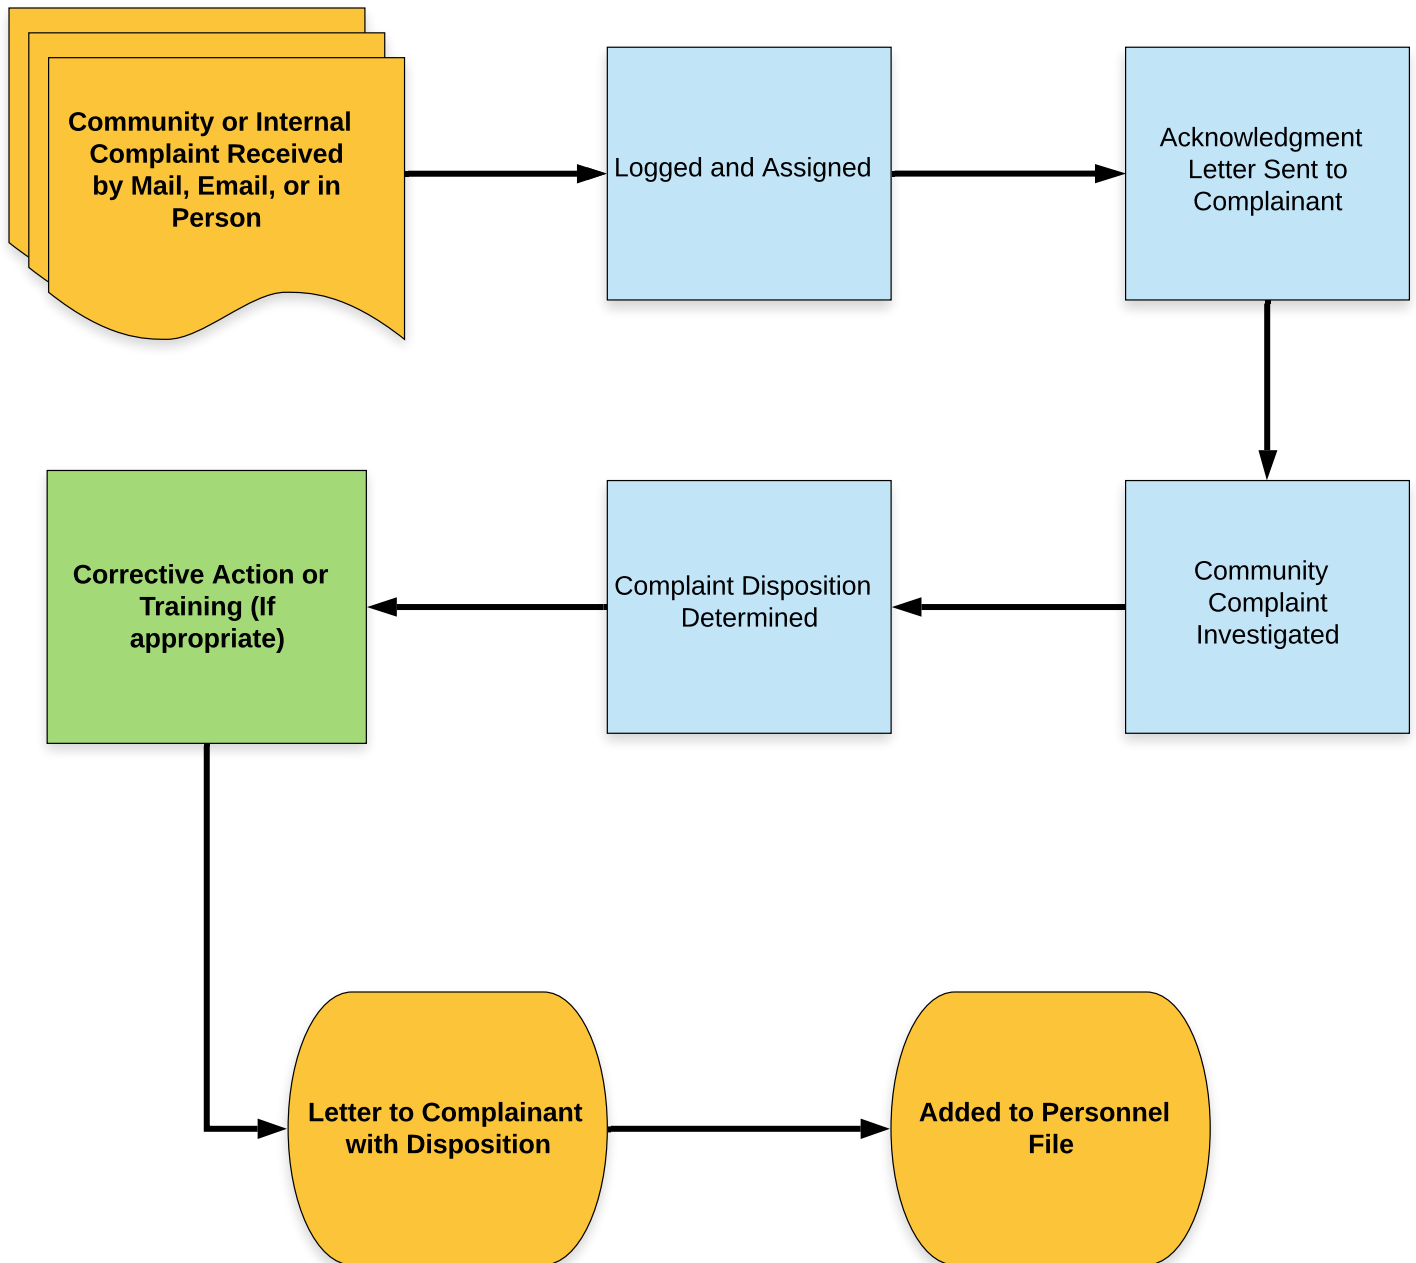 Community or Internal
Complaint Received
by Mail, Email, or in
Person
Logged and Assigned
Acknowledgment
Letter Sent to
Complainant
Corrective Action or
Training (If
appropriate)
Complaint Disposition
Determined
Community
Complaint
Investigated
Letter to Complainant
with Disposition
Added to Personnel
File